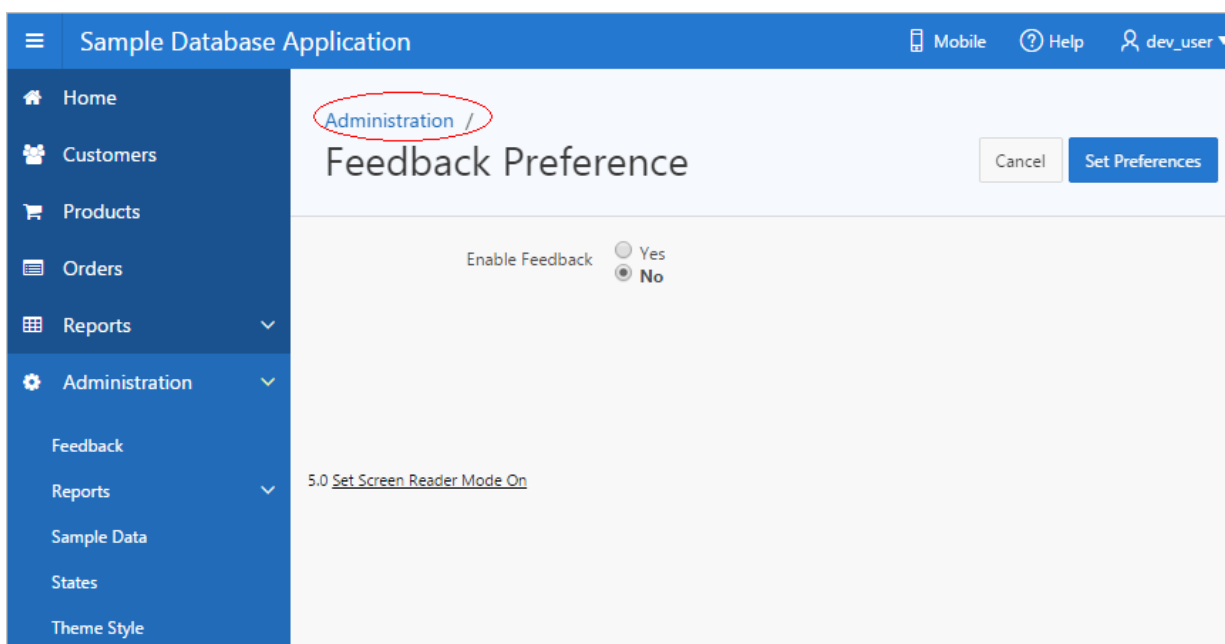 Sample Database Application
Mobile
Help
dev_user
Home
Customers
Products
Orders
Reports
Administration
Feedback
Reports
Sample Data
States
Theme Style
Administration /
Feedback Preference
Cancel
Set Preferences
Enable Feedback
Yes
No
5.0 Set Screen Reader Mode On